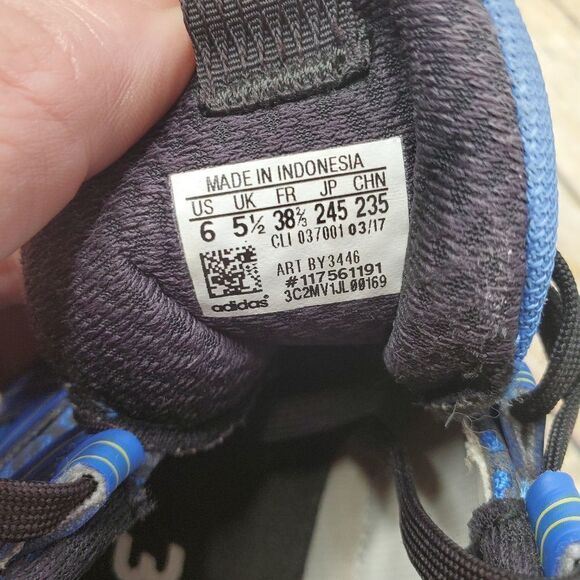 MADE IN INDONESIA
US UK FR JP CHN
6 5½ 38⅔ 245 235
CLI 037001 03/17
ART BY3446
#117561191
adidas® 3C2MV1JL00169